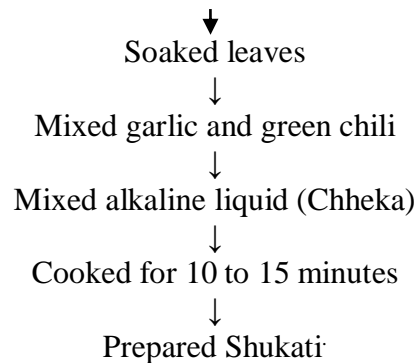 ↓
Soaked leaves
↓
Mixed garlic and green chili
↓
Mixed alkaline liquid (Chheka)
↓
Cooked for 10 to 15 minutes
↓
Prepared Shukati